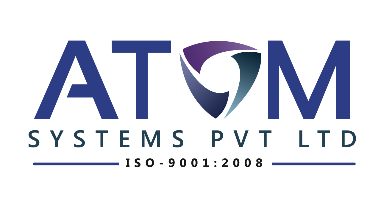 ATOM
SYSTEMS PVT LTD
ISO-9001:2008